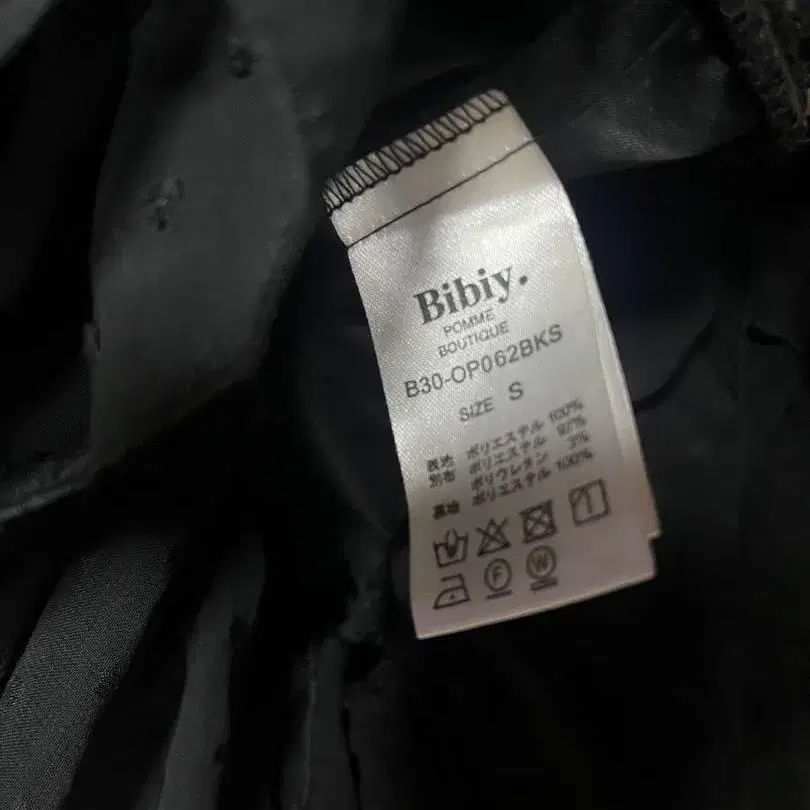 Bibiy.
POMME
BOUTIQUE
B30-OP062BKS
SIZE S
表地 ポリエステル 100%
別布 ポリエステル 97%
ポリウレタン 3%
裏地 ポリエステル 100%
F W